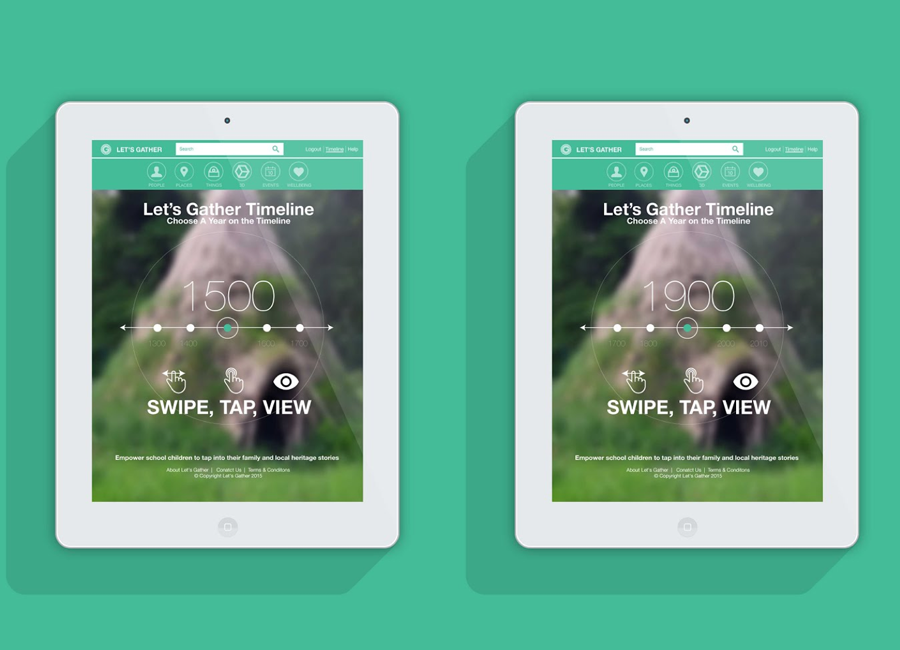 LET'S GATHER
Search
Logout | Timeline | Help
PEOPLE PLACES THINGS 3D EVENTS WELLBEING
Let's Gather Timeline
Choose A Year on the Timeline
1500
1300 1400 1600 1700
SWIPE, TAP, VIEW
Empower school children to tap into their family and local heritage stories
About Let's Gather | Conatct Us | Terms & Conditions
© Copyright Let's Gather 2015
LET'S GATHER
Search
Logout | Timeline | Help
PEOPLE PLACES THINGS 3D EVENTS WELLBEING
Let's Gather Timeline
Choose A Year on the Timeline
1900
1700 1800 2000
SWIPE, TAP, VIEW
Empower school children to tap into their family and local heritage stories
About Let's Gather | Conatct Us | Terms & Conditions
© Copyright Let's Gather 2015